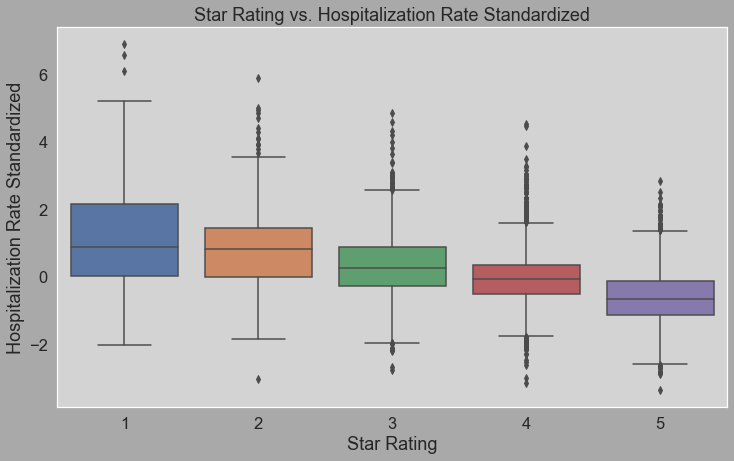 Star Rating vs. Hospitalization Rate Standardized
Hospitalization Rate Standardized
6
4
2
0
−2
1 2 3 4 5
Star Rating